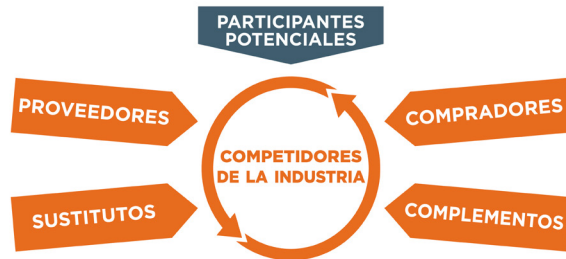 PARTICIPANTES
POTENCIALES
PROVEEDORES
COMPRADORES
COMPETIDORES
DE LA INDUSTRIA
SUSTITUTOS
COMPLEMENTOS